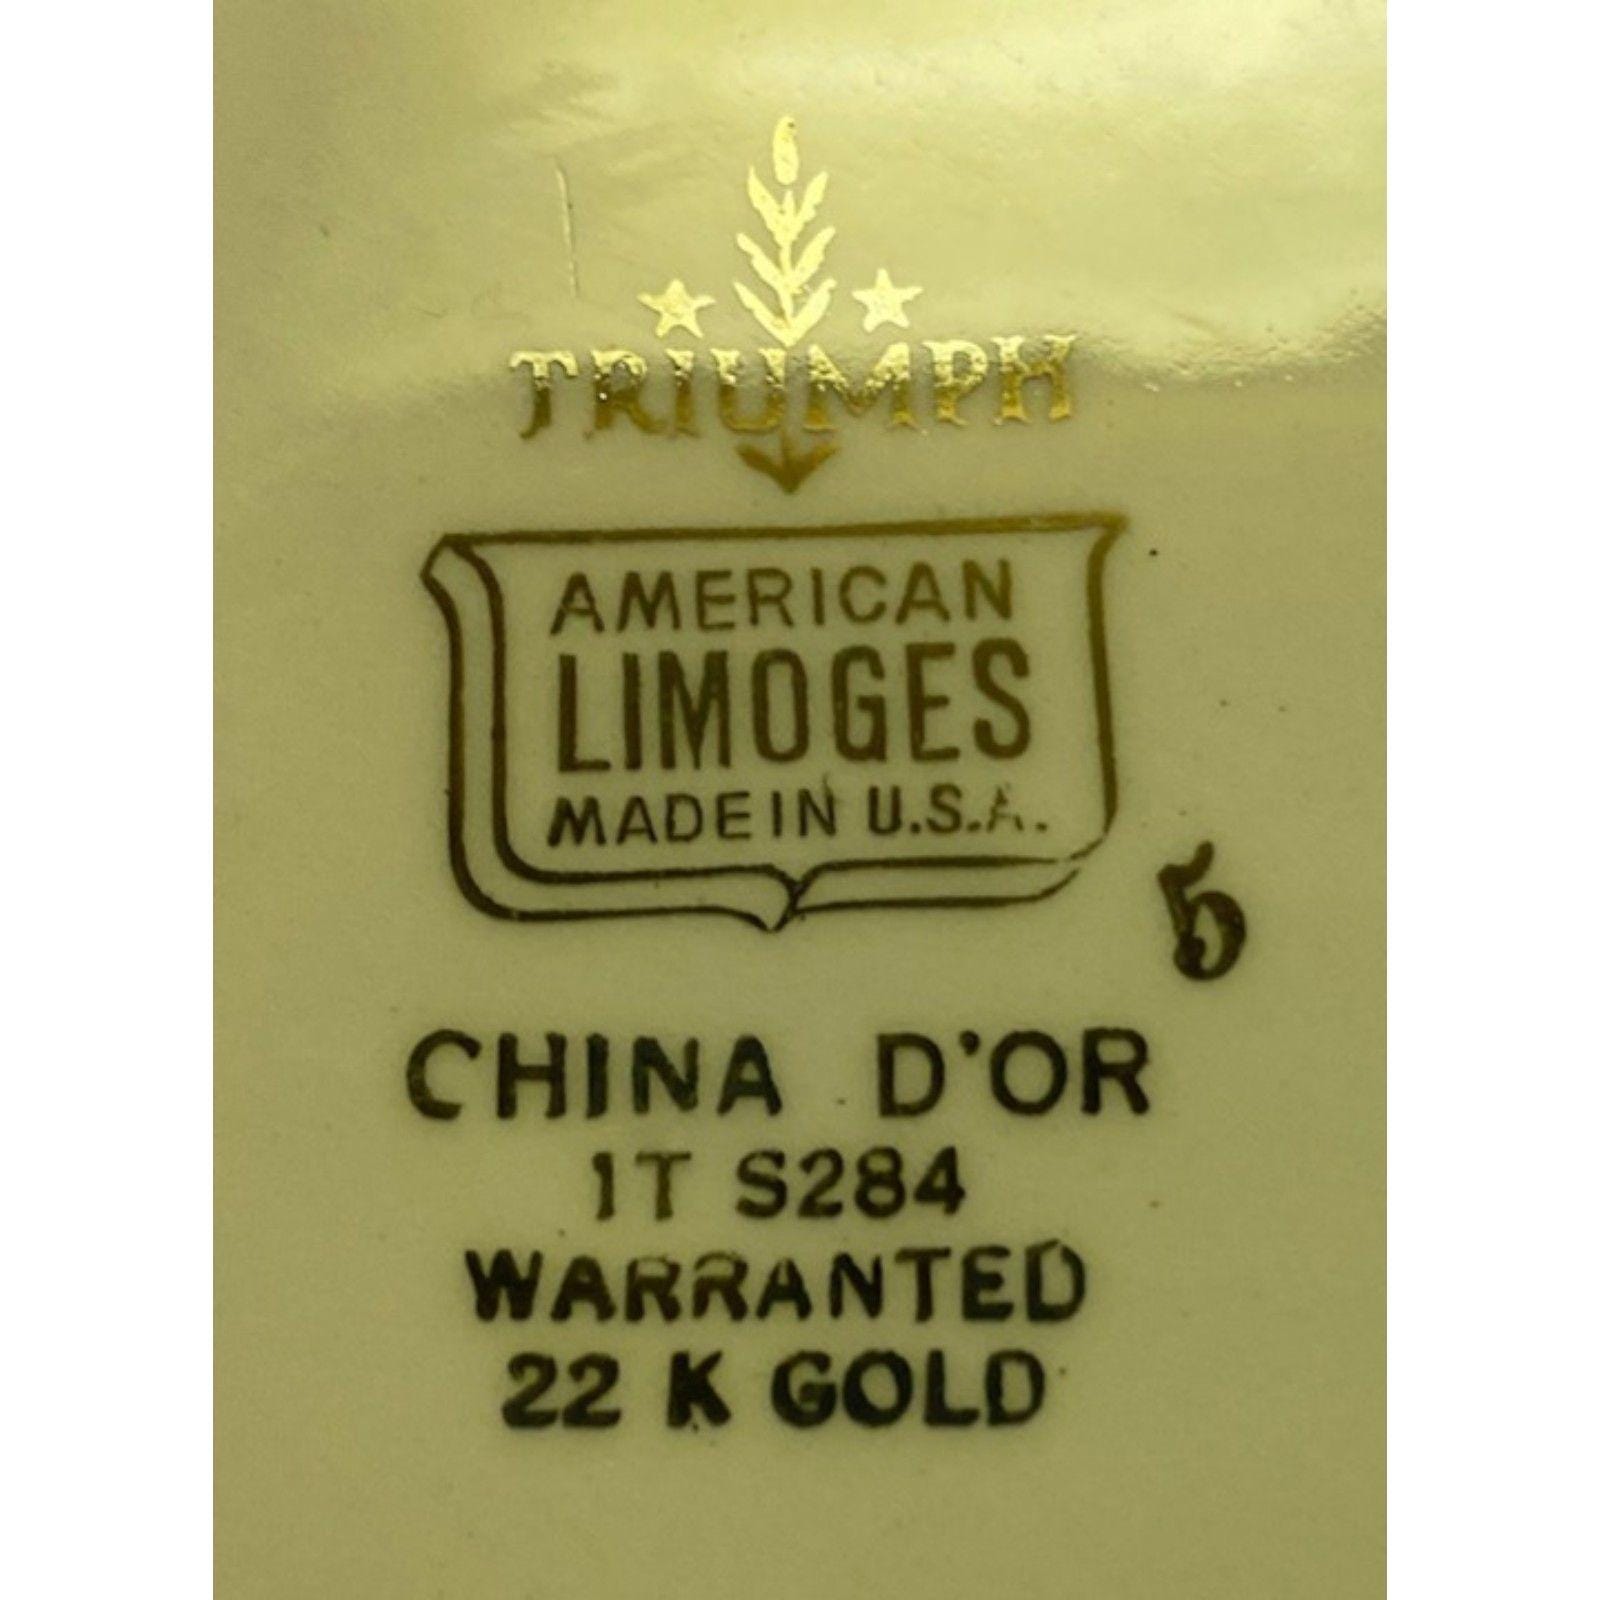 TRIUMPH
AMERICAN
LIMOGES
MADE IN U.S.A.
5
CHINA D'OR
1T S284
WARRANTED
22 K GOLD